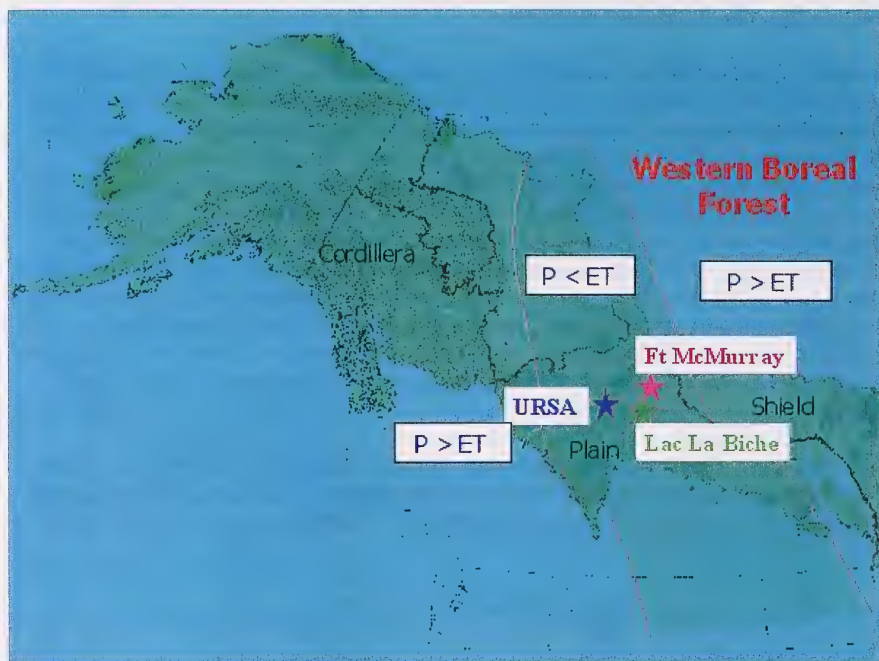 Western Boreal
Forest
Cordillera
P < ET
P > ET
Ft McMurray
URSA
Shield
P > ET
Plain
Lac La Biche